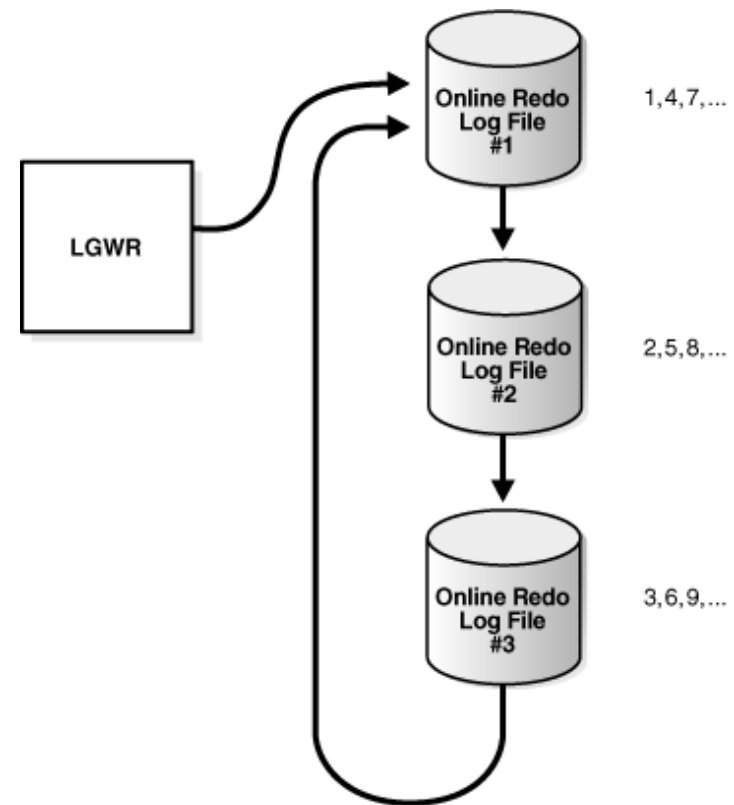 Online Redo
Log File
#1
1,4,7,...
LGWR
Online Redo
Log File
#2
2,5,8,...
Online Redo
Log File
#3
3,6,9,...